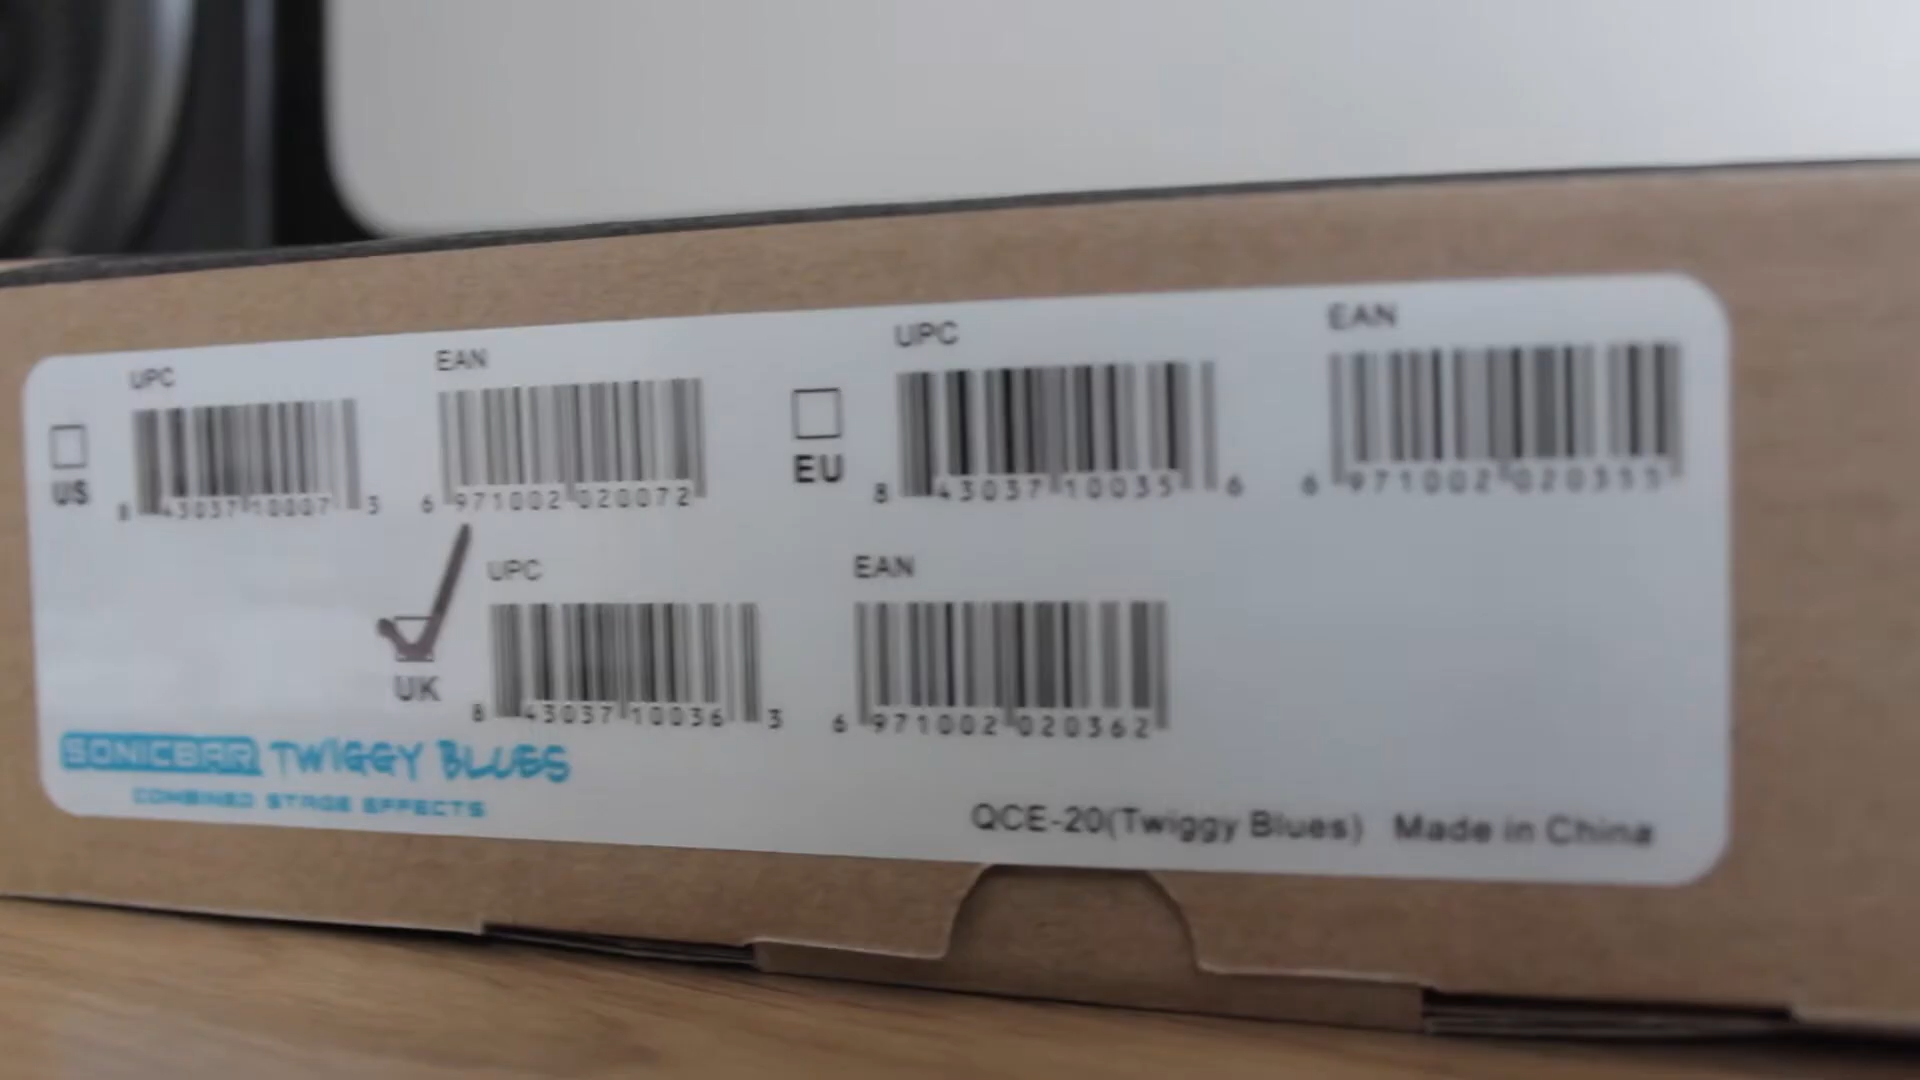 UPC EAN UPC EAN
US EU
8 43037 10007 3 6 971002 020072 8 43037 10035 6 6 971002 020355
UPC EAN
UK
8 43037 10036 3 6 971002 020362
SONICBAR TWIGGY BLUES
COMBINED STAGE EFFECTS
QCE-20(Twiggy Blues) Made in China